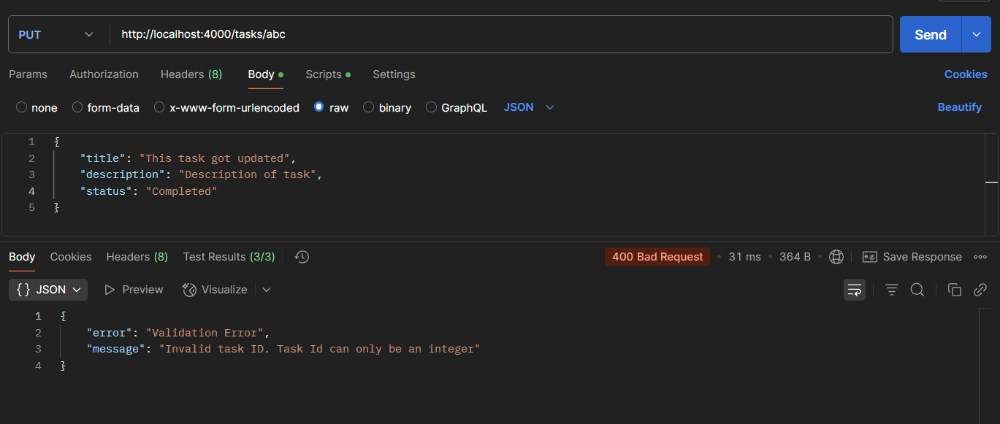 PUT http://localhost:4000/tasks/abc Send
Params Authorization Headers (8) Body Scripts Settings Cookies
none form-data x-www-form-urlencoded raw binary GraphQL JSON Beautify
1 {
2 "title": "This task got updated",
3 "description": "Description of task",
4 "status": "Completed"
5 }
Body Cookies Headers (8) Test Results (3/3) 400 Bad Request 31 ms 364 B e.g. Save Response
{} JSON Preview Visualize
1 {
2 "error": "Validation Error",
3 "message": "Invalid task ID. Task Id can only be an integer"
4 }